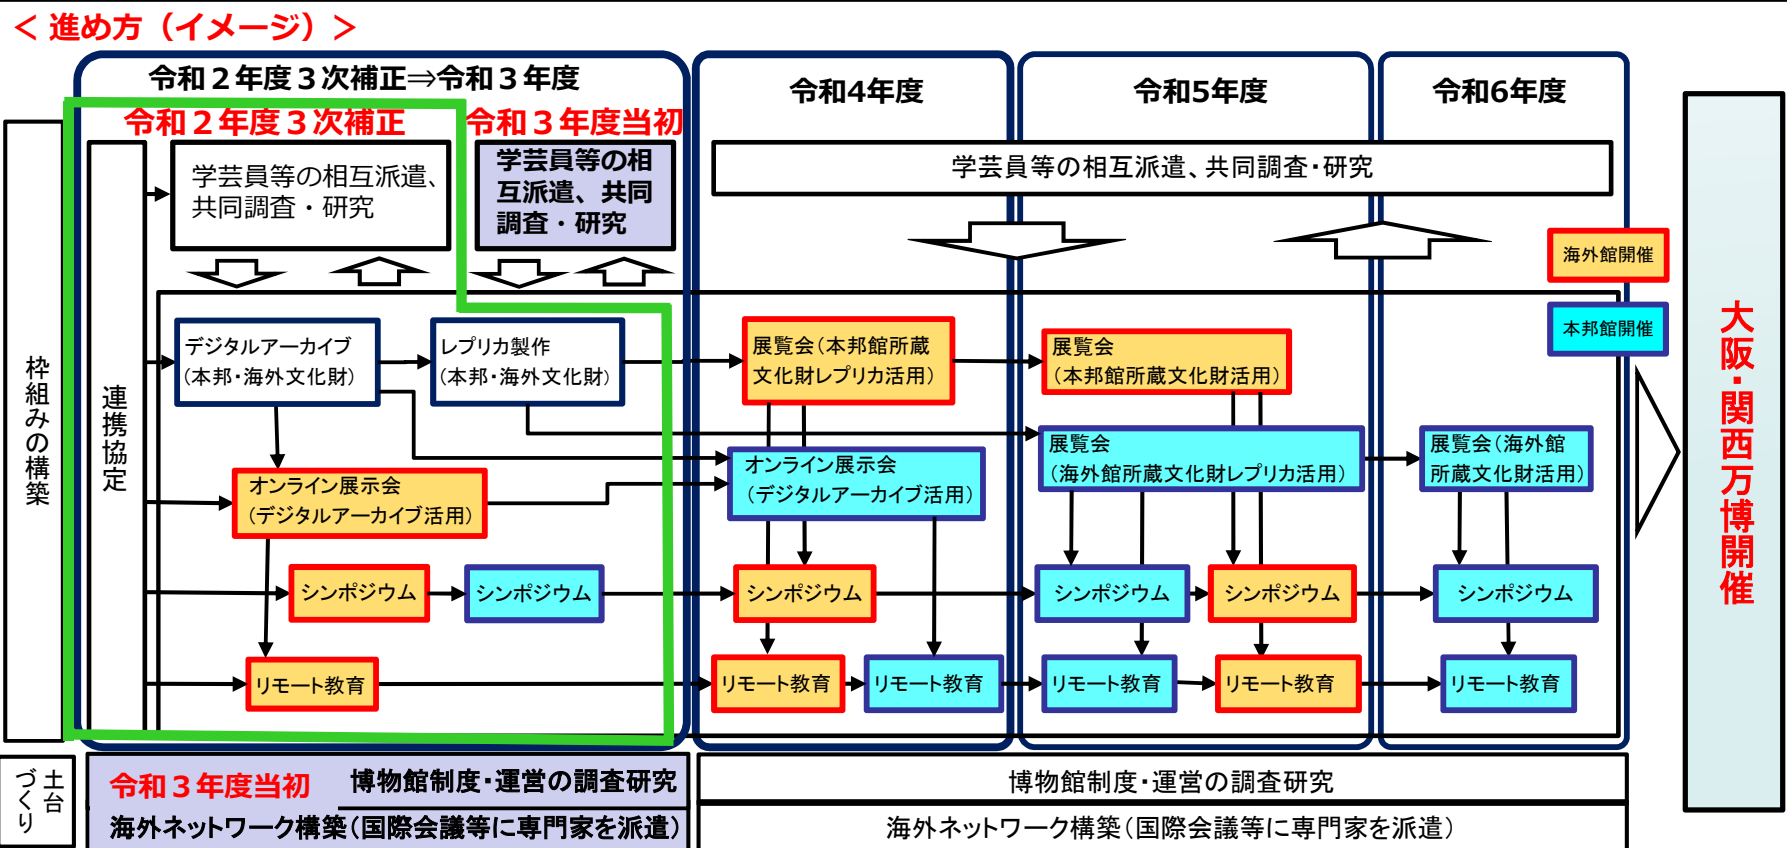 ＜ 進め方（イメージ）＞
令和２年度３次補正⇒令和３年度
令和4年度
令和5年度
令和6年度
令和２年度３次補正
令和３年度当初
学芸員等の相互派遣、
共同調査・研究
学芸員等の相
互派遣、共同
調査・研究
学芸員等の相互派遣、共同調査・研究
海外館開催
本邦館開催
枠組みの構築
連携協定
デジタルアーカイブ
(本邦・海外文化財)
レプリカ製作
(本邦・海外文化財)
展覧会(本邦館所蔵
文化財レプリカ活用)
展覧会
(本邦館所蔵文化財活用)
オンライン展示会
(デジタルアーカイブ活用)
オンライン展示会
(デジタルアーカイブ活用)
展覧会
(海外館所蔵文化財レプリカ活用)
展覧会(海外館
所蔵文化財活用)
シンポジウム
シンポジウム
シンポジウム
シンポジウム
シンポジウム
シンポジウム
リモート教育
リモート教育
リモート教育
リモート教育
リモート教育
リモート教育
大阪・関西万博開催
土台
づくり
令和３年度当初
博物館制度・運営の調査研究
海外ネットワーク構築(国際会議等に専門家を派遣)
博物館制度・運営の調査研究
海外ネットワーク構築(国際会議等に専門家を派遣)